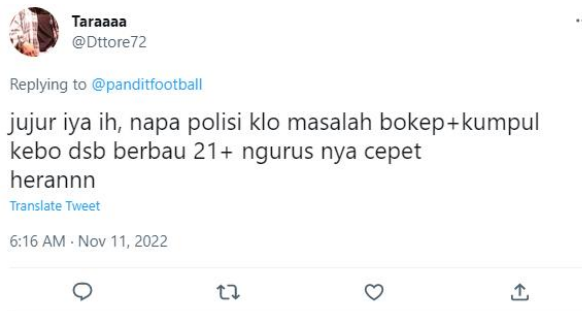 Taraaaa
@Dttore72
Replying to @panditfootball
jujur iya ih, napa polisi klo masalah bokep+kumpul
kebo dsb berbau 21+ ngurus nya cepet
herannn
Translate Tweet
6:16 AM · Nov 11, 2022